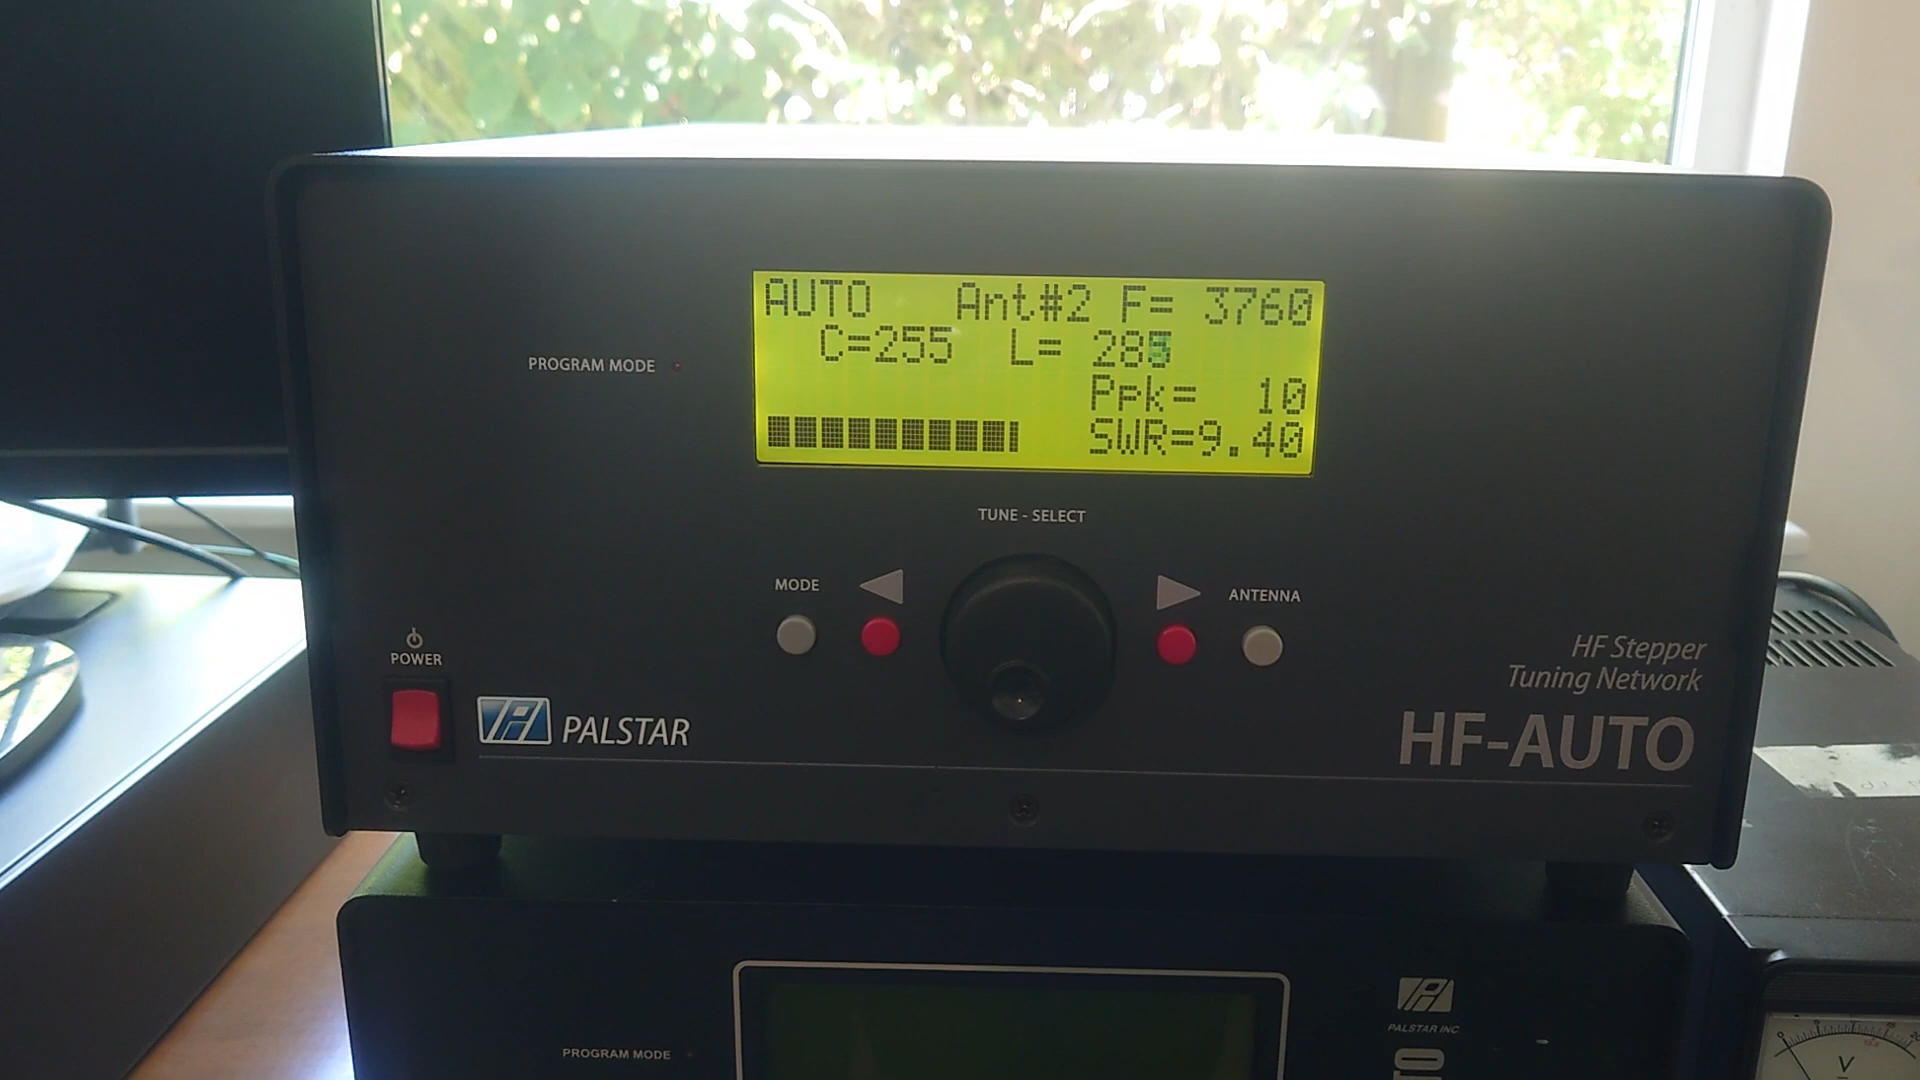 AUTO Ant#2 F= 3760
C=255 L= 28
Ppk= 10
SWR=9.40
PROGRAM MODE
TUNE - SELECT
MODE
ANTENNA
POWER
PALSTAR
HF Stepper
Tuning Network
HF-AUTO
PROGRAM MODE
PALSTAR INC
V